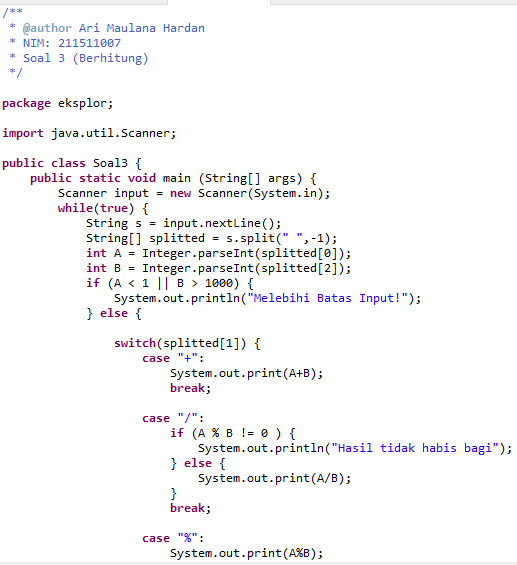 /**
 * @author Ari Maulana Hardan
 * NIM: 211511007
 * Soal 3 (Berhitung)
 */
package eksplor;
import java.util.Scanner;
public class Soal3 {
    public static void main (String[] args) {
        Scanner input = new Scanner(System.in);
        while(true) {
            String s = input.nextLine();
            String[] splitted = s.split(" ",-1);
            int A = Integer.parseInt(splitted[0]);
            int B = Integer.parseInt(splitted[2]);
            if (A < 1 || B > 1000) {
                System.out.println("Melebihi Batas Input!");
            } else {
                switch(splitted[1]) {
                    case "+":
                        System.out.print(A+B);
                        break;
                    case "/":
                        if (A % B != 0 ) {
                            System.out.println("Hasil tidak habis bagi");
                        } else {
                            System.out.print(A/B);
                        }
                        break;
                    case "%":
                        System.out.print(A%B);